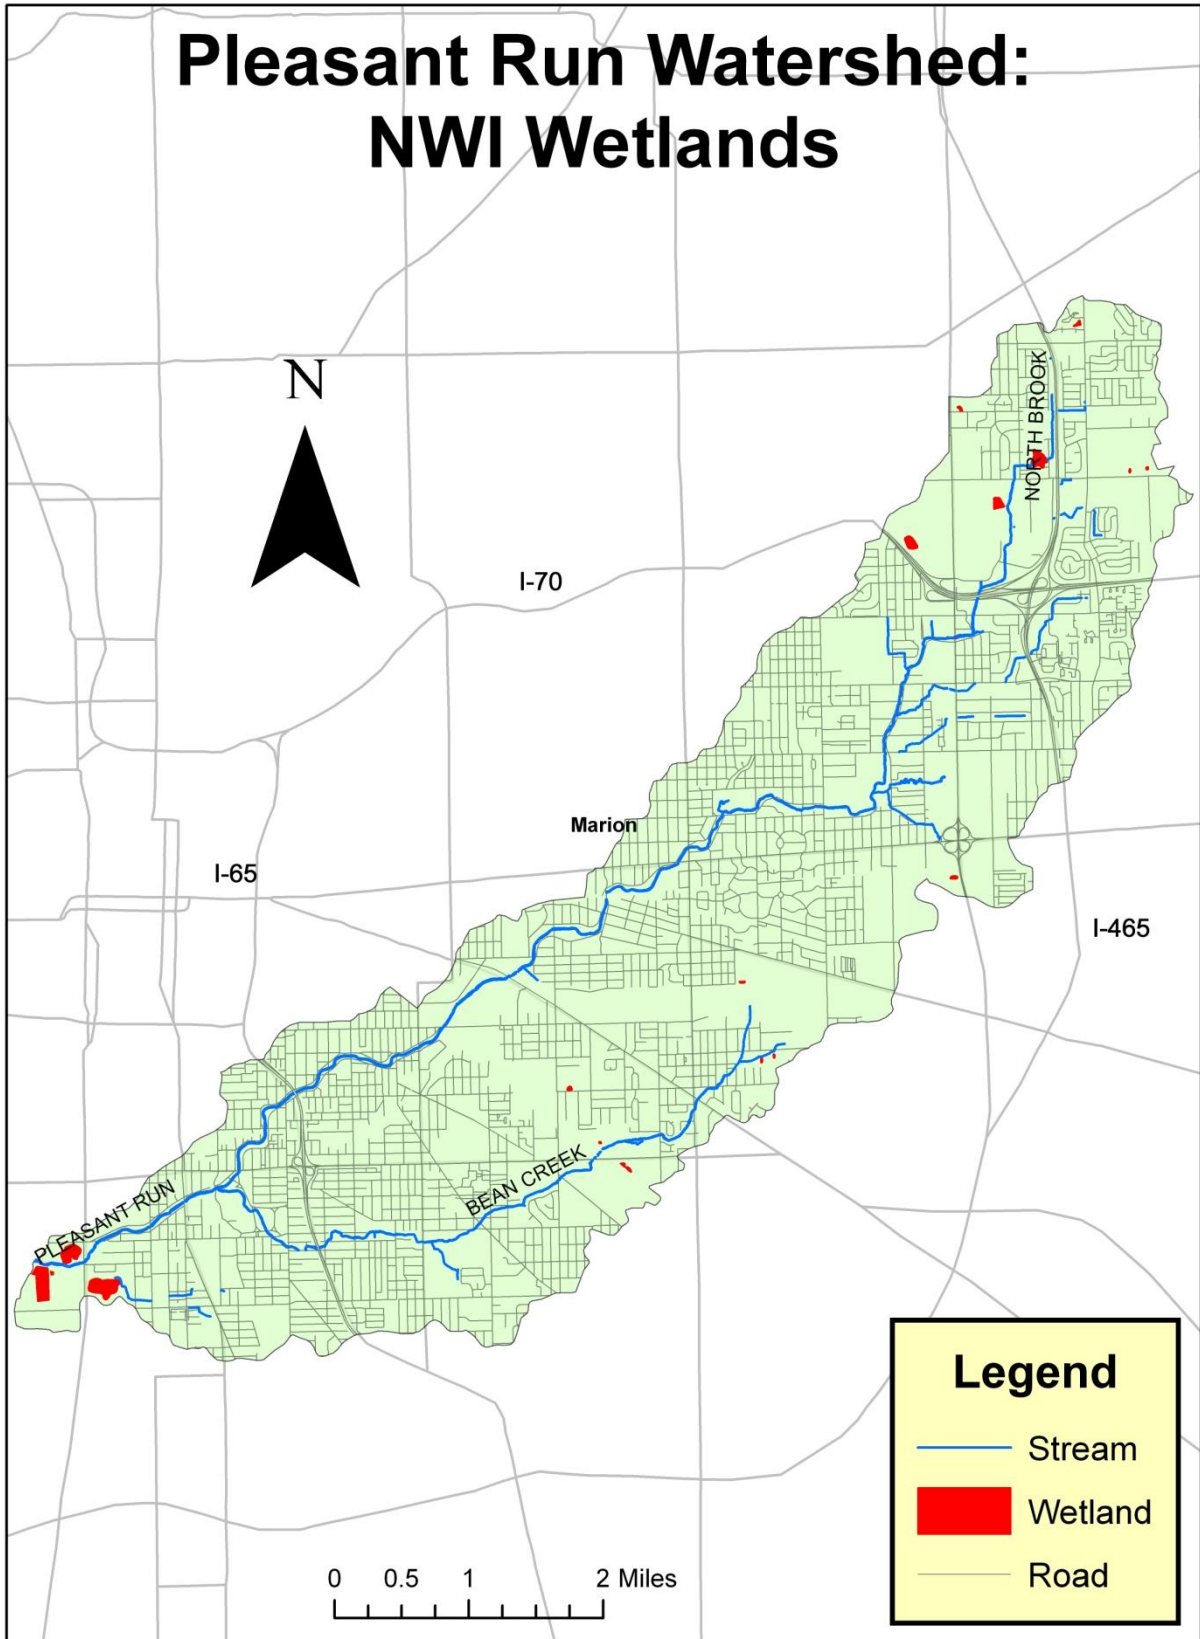 Pleasant Run Watershed:
NWI Wetlands
N
NORTH BROOK
I-70
Marion
I-65
I-465
BEAN CREEK
PLEASANT RUN
Legend
Stream
Wetland
Road
0 0.5 1 2 Miles